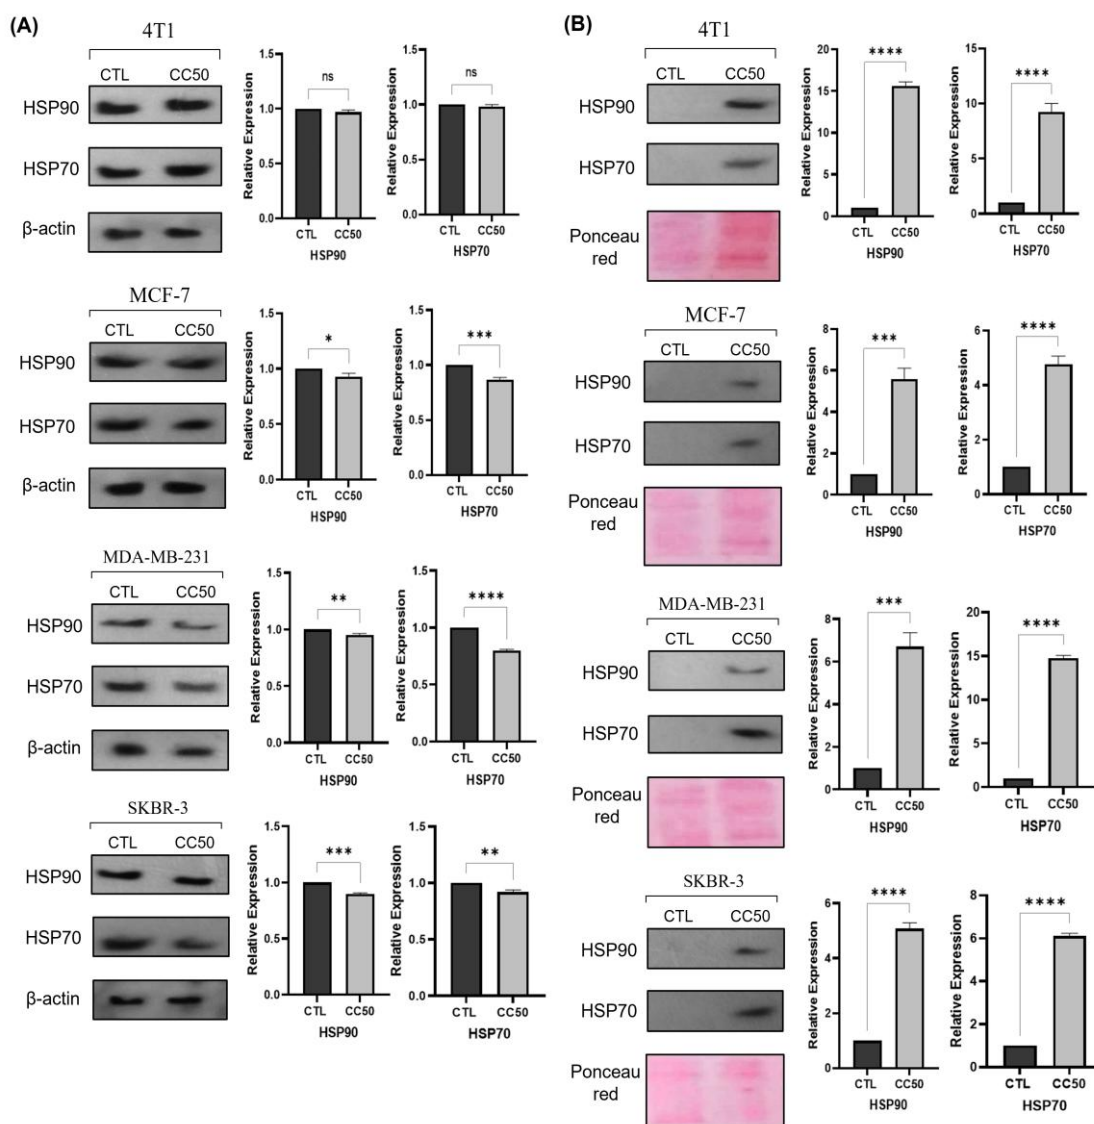 (A)
4T1
CTL CC50
HSP90
HSP70
β-actin
1.5
1.0
0.5
0.0
Relative Expression
ns
CTL CC50
HSP90
1.5
1.0
0.5
0.0
Relative Expression
ns
CTL CC50
HSP70
MCF-7
CTL CC50
HSP90
HSP70
β-actin
1.5
1.0
0.5
0.0
Relative Expression
*
CTL CC50
HSP90
1.5
1.0
0.5
0.0
Relative Expression
***
CTL CC50
HSP70
MDA-MB-231
CTL CC50
HSP90
HSP70
β-actin
1.5
1.0
0.5
0.0
Relative Expression
**
CTL CC50
HSP90
1.5
1.0
0.5
0.0
Relative Expression
****
CTL CC50
HSP70
SKBR-3
CTL CC50
HSP90
HSP70
β-actin
1.5
1.0
0.5
0.0
Relative Expression
***
CTL CC50
HSP90
1.5
1.0
0.5
0.0
Relative Expression
**
CTL CC50
HSP70
(B)
4T1
CTL CC50
HSP90
HSP70
Ponceau
red
20
15
10
5
0
Relative Expression
****
CTL CC50
HSP90
15
10
5
0
Relative Expression
****
CTL CC50
HSP70
MCF-7
CTL CC50
HSP90
HSP70
Ponceau
red
8
6
4
2
0
Relative Expression
***
CTL CC50
HSP90
6
4
2
0
Relative Expression
****
CTL CC50
HSP70
MDA-MB-231
CTL CC50
HSP90
HSP70
Ponceau
red
8
6
4
2
0
Relative Expression
***
CTL CC50
HSP90
20
15
10
5
0
Relative Expression
****
CTL CC50
HSP70
SKBR-3
CTL CC50
HSP90
HSP70
Ponceau
red
6
4
2
0
Relative Expression
****
CTL CC50
HSP90
8
6
4
2
0
Relative Expression
****
CTL CC50
HSP70